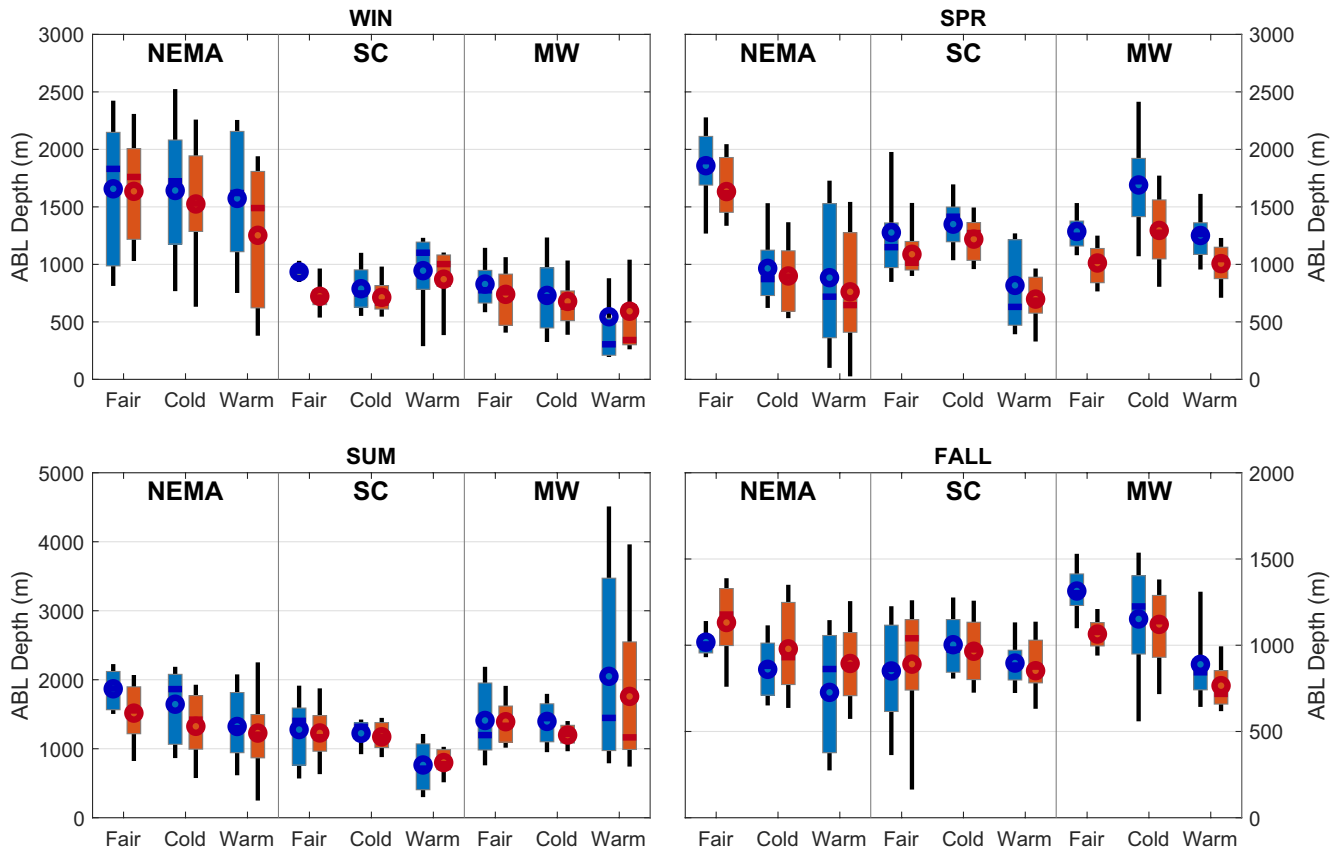 WIN
SPR
3000
NEMA
SC
MW
NEMA
SC
MW
3000
2500
2500
2000
2000
1500
1500
1000
1000
500
500
0
0
ABL Depth (m)
ABL Depth (m)
Fair Cold Warm Fair Cold Warm Fair Cold Warm
Fair Cold Warm Fair Cold Warm Fair Cold Warm
SUM
FALL
5000
NEMA
SC
MW
NEMA
SC
MW
2000
4000
1500
3000
1000
2000
500
1000
0
0
ABL Depth (m)
ABL Depth (m)
Fair Cold Warm Fair Cold Warm Fair Cold Warm
Fair Cold Warm Fair Cold Warm Fair Cold Warm